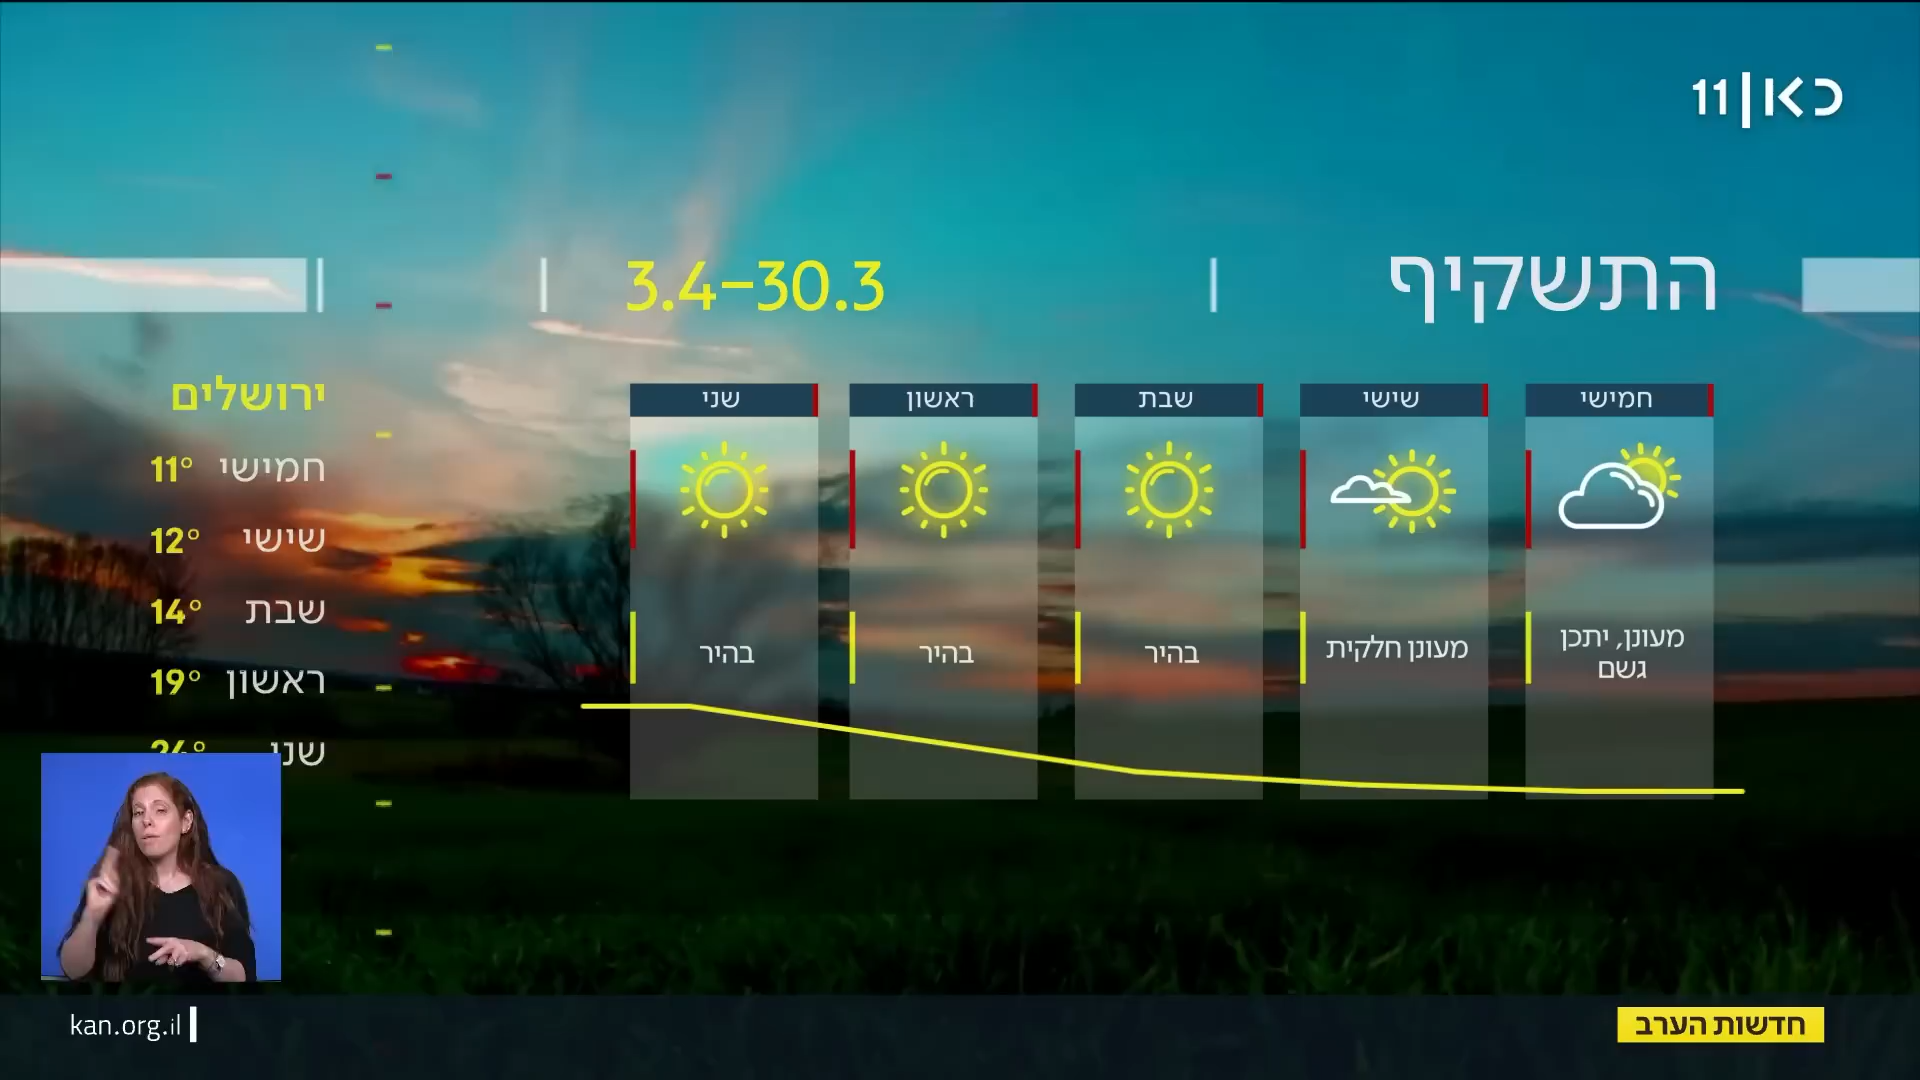 כאן 11
התשקיף
30.3-3.4
חמישי
שישי
שבת
ראשון
שני
מעונן, יתכן
גשם
מעונן חלקית
בהיר
בהיר
בהיר
ירושלים
חמישי 11°
שישי 12°
שבת 14°
ראשון 19°
שני
חדשות הערב
kan.org.il